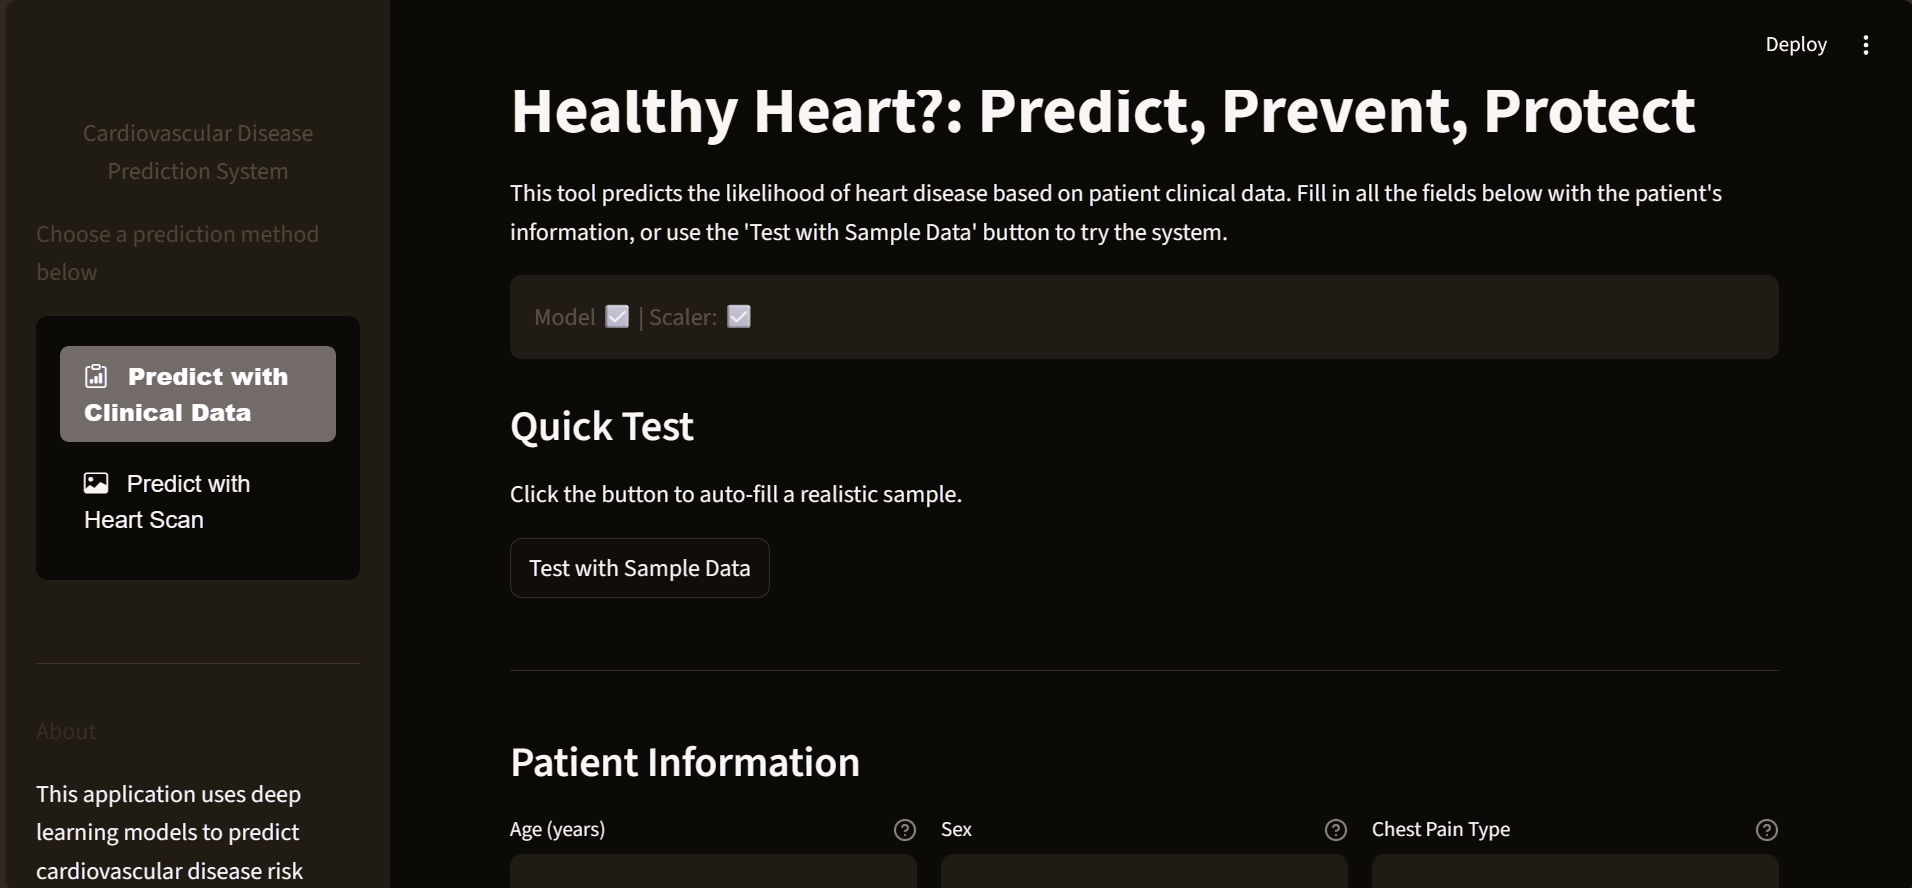 Deploy
Cardiovascular Disease
Prediction System
Choose a prediction method
below
Predict with
Clinical Data
Predict with
Heart Scan
About
This application uses deep
learning models to predict
cardiovascular disease risk
Healthy Heart?: Predict, Prevent, Protect
This tool predicts the likelihood of heart disease based on patient clinical data. Fill in all the fields below with the patient's
information, or use the 'Test with Sample Data' button to try the system.
Model ☑ | Scaler: ☑
Quick Test
Click the button to auto-fill a realistic sample.
Test with Sample Data
Patient Information
Age (years)
Sex
Chest Pain Type